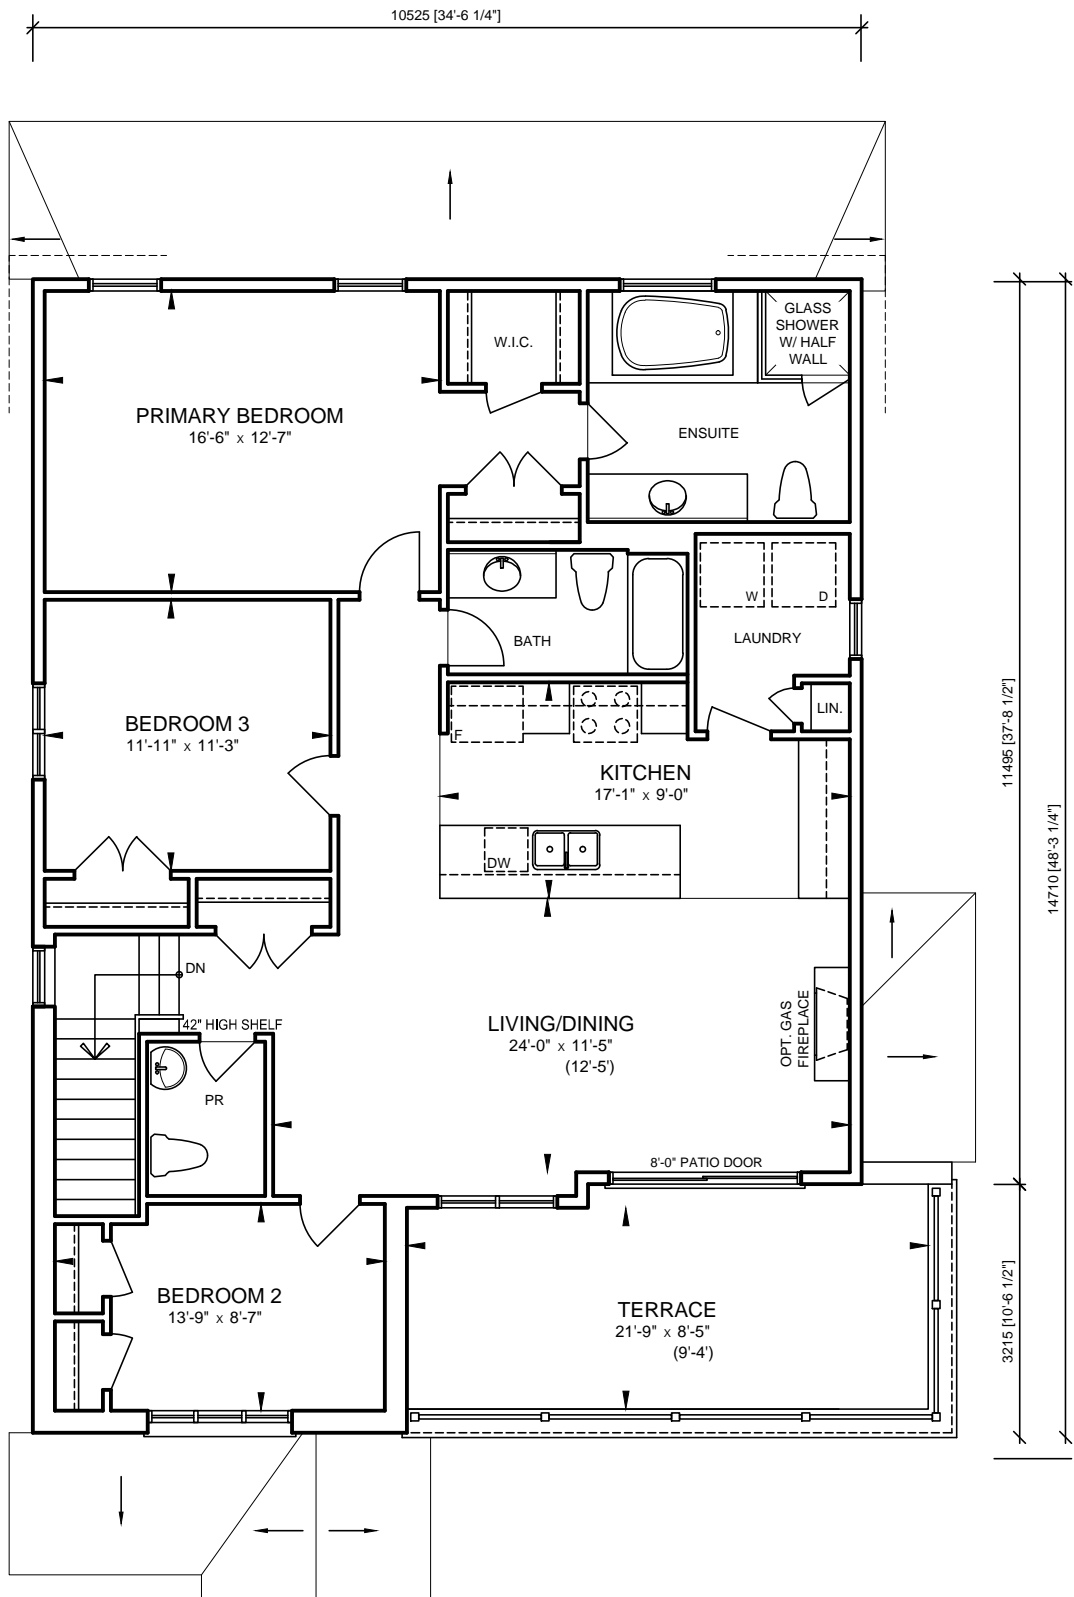 10525 [34'-6 1/4"]
GLASS
SHOWER
W/ HALF
WALL
W.I.C.
PRIMARY BEDROOM
16'-6" x 12'-7"
ENSUITE
W
D
BATH
LAUNDRY
LIN.
BEDROOM 3
11'-11" x 11'-3"
F
KITCHEN
17'-1" x 9'-0"
DW
11495 [37'-8 1/2"]
14710 [48'-3 1/4"]
DN
42" HIGH SHELF
LIVING/DINING
24'-0" x 11'-5"
(12'-5')
OPT. GAS
FIREPLACE
PR
8'-0" PATIO DOOR
BEDROOM 2
13'-9" x 8'-7"
TERRACE
21'-9" x 8'-5"
(9'-4')
3215 [10'-6 1/2"]